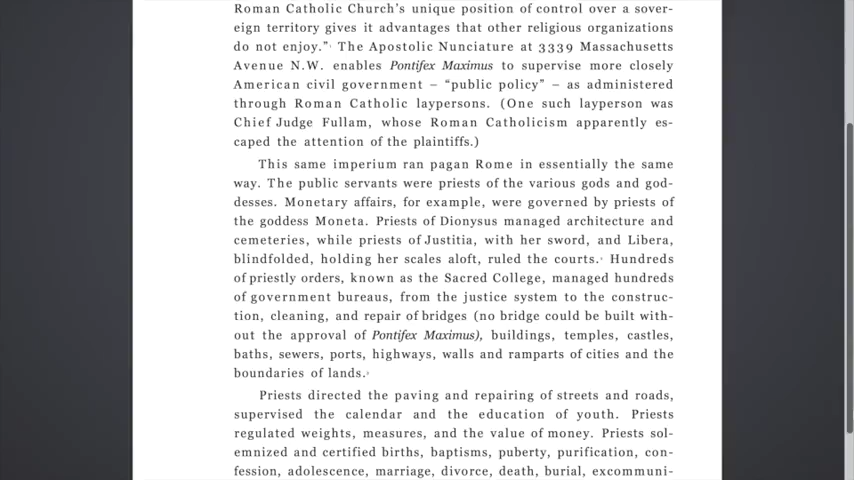 Roman Catholic Church's unique position of control over a sover-
eign territory gives it advantages that other religious organizations
do not enjoy." The Apostolic Nunciature at 3339 Massachusetts
Avenue N.W. enables Pontifex Maximus to supervise more closely
American civil government – "public policy" – as administered
through Roman Catholic laypersons. (One such layperson was
Chief Judge Fullam, whose Roman Catholicism apparently es-
caped the attention of the plaintiffs.)
This same imperium ran pagan Rome in essentially the same
way. The public servants were priests of the various gods and god-
desses. Monetary affairs, for example, were governed by priests of
the goddess Moneta. Priests of Dionysus managed architecture and
cemeteries, while priests of Justitia, with her sword, and Libera,
blindfolded, holding her scales aloft, ruled the courts. Hundreds
of priestly orders, known as the Sacred College, managed hundreds
of government bureaus, from the justice system to the construc-
tion, cleaning, and repair of bridges (no bridge could be built with-
out the approval of Pontifex Maximus), buildings, temples, castles,
baths, sewers, ports, highways, walls and ramparts of cities and the
boundaries of lands.
Priests directed the paving and repairing of streets and roads,
supervised the calendar and the education of youth. Priests
regulated weights, measures, and the value of money. Priests sol-
emnized and certified births, baptisms, puberty, purification, con-
fession, adolescence, marriage, divorce, death, burial, excommuni-